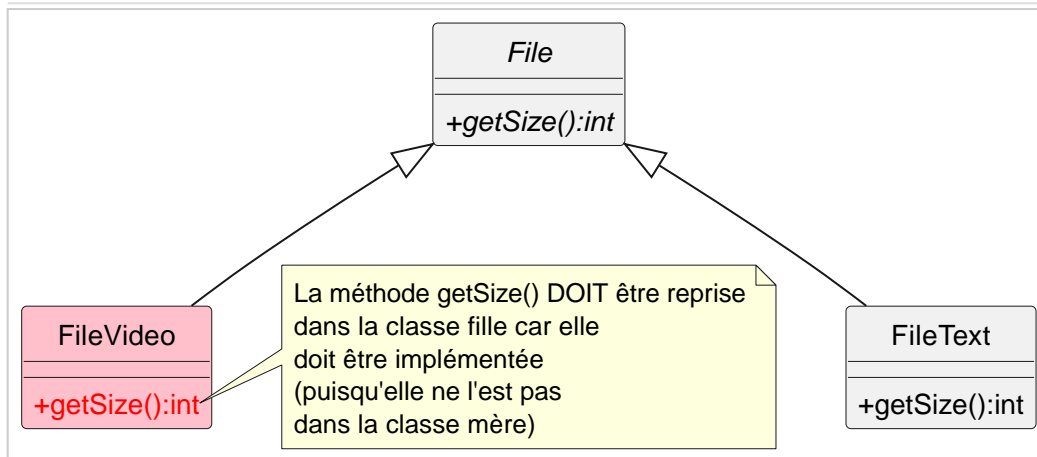 File
+getSize():int
La méthode getSize() DOIT être reprise
dans la classe fille car elle
doit être implémentée
(puisqu'elle ne l'est pas
dans la classe mère)
FileVideo
+getSize():int
FileText
+getSize():int